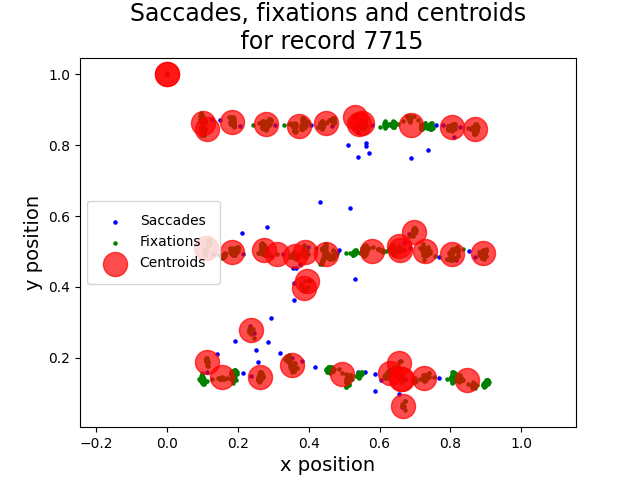 Saccades, fixations and centroids
for record 7715
1.0
0.8
0.6
0.4
0.2
y position
Saccades
Fixations
Centroids
−0.2
0.0
0.2
0.4
0.6
0.8
1.0
x position